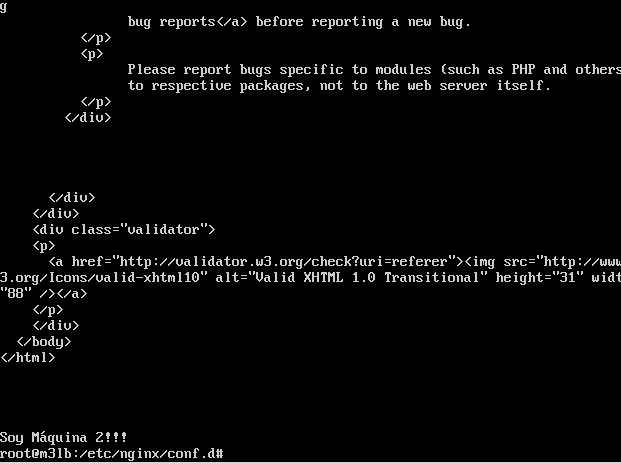 g
bug reports</a> before reporting a new bug.
</p>
<p>
Please report bugs specific to modules (such as PHP and others
to respective packages, not to the web server itself.
</p>
</div>
</div>
</div>
<div class="validator">
<p>
<a href="http://validator.w3.org/check?uri=referer"><img src="http://www
3.org/Icons/valid-xhtml10" alt="Valid XHTML 1.0 Transitional" height="31" widt
"88" /></a>
</p>
</div>
</body>
</html>
Soy Máquina 2!!!
root@m3lb:/etc/nginx/conf.d#